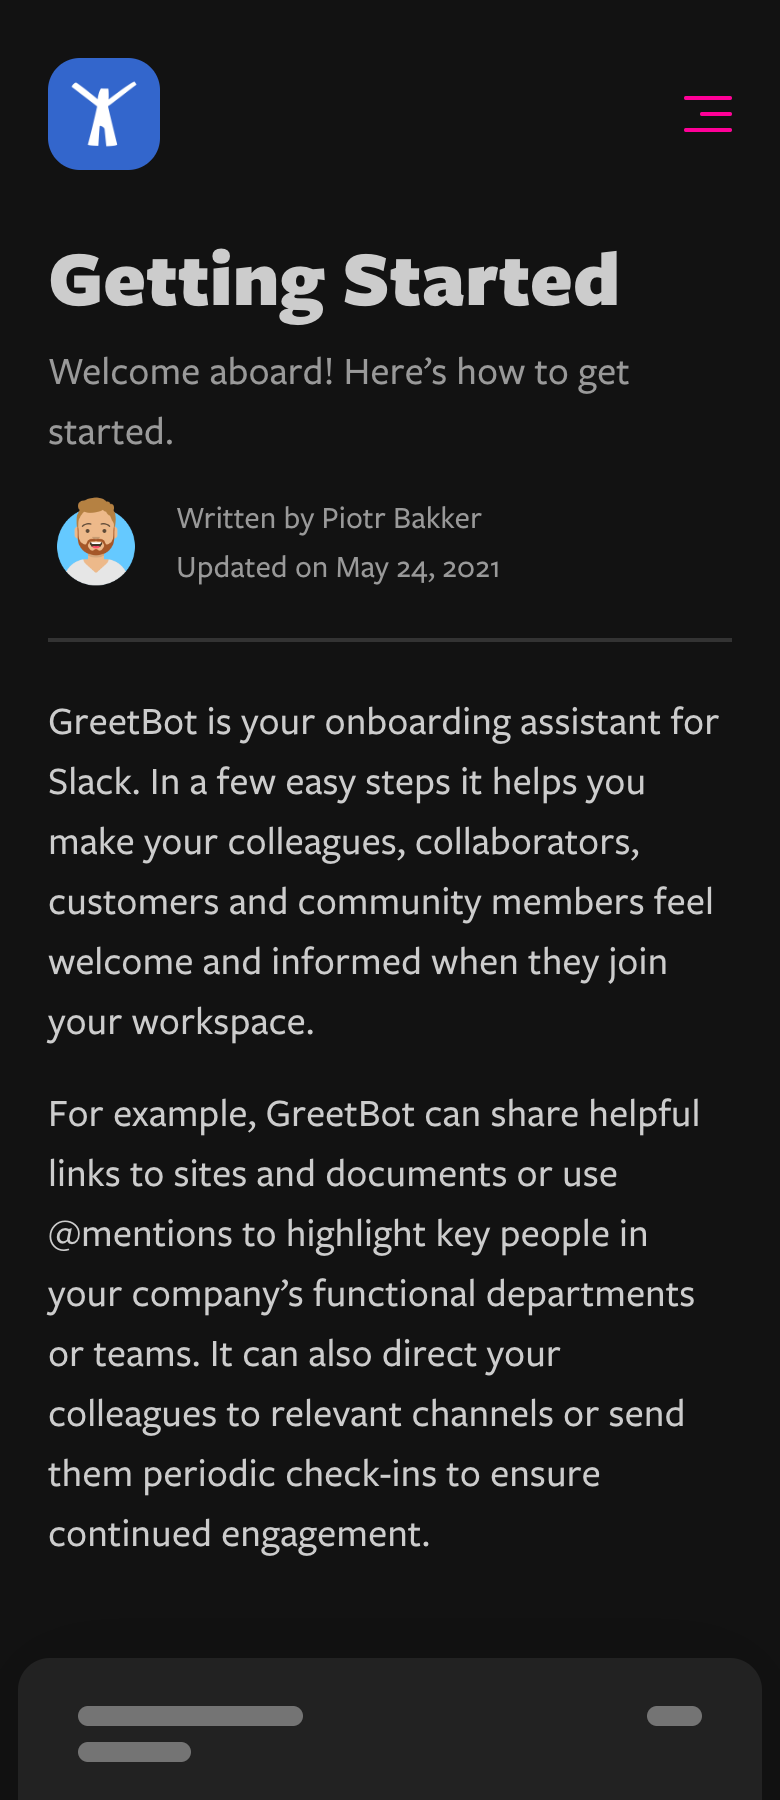 Getting Started
Welcome aboard! Here’s how to get
started.
Written by Piotr Bakker
Updated on May 24, 2021
GreetBot is your onboarding assistant for
Slack. In a few easy steps it helps you
make your colleagues, collaborators,
customers and community members feel
welcome and informed when they join
your workspace.
For example, GreetBot can share helpful
links to sites and documents or use
@mentions to highlight key people in
your company’s functional departments
or teams. It can also direct your
colleagues to relevant channels or send
them periodic check-ins to ensure
continued engagement.